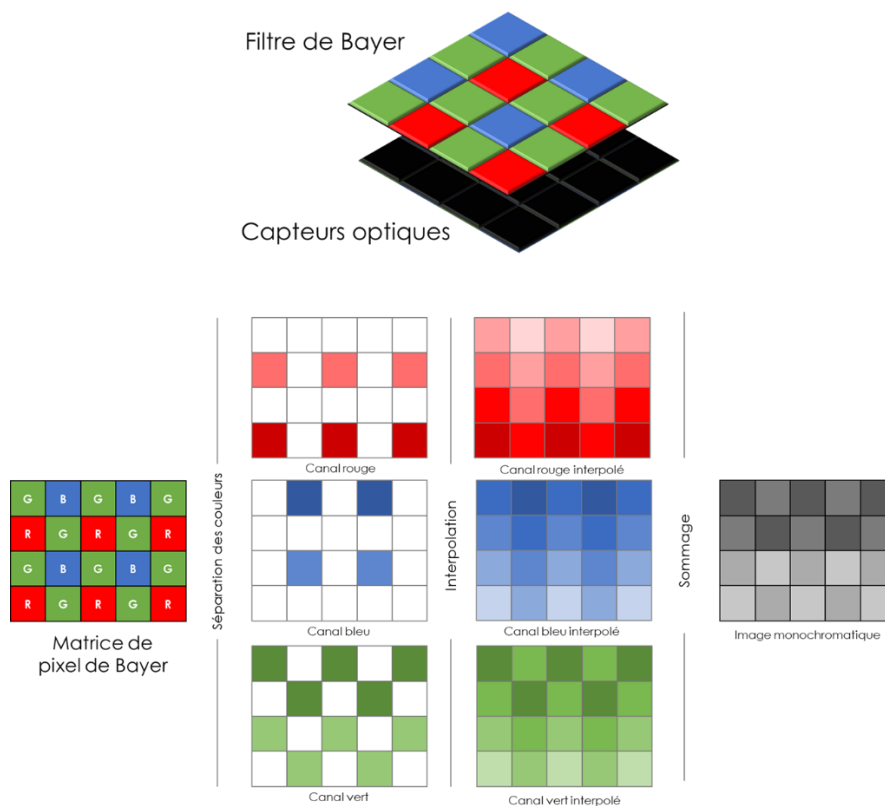 Filtre de Bayer
Capteurs optiques
Canal rouge
Canal rouge interpolé
G B G B G
R G R G R
G B G B G
R G R G R
Matrice de
pixel de Bayer
Séparation des couleurs
Canal bleu
Interpolation
Canal bleu interpolé
Sommage
Image monochromatique
Canal vert
Canal vert interpolé